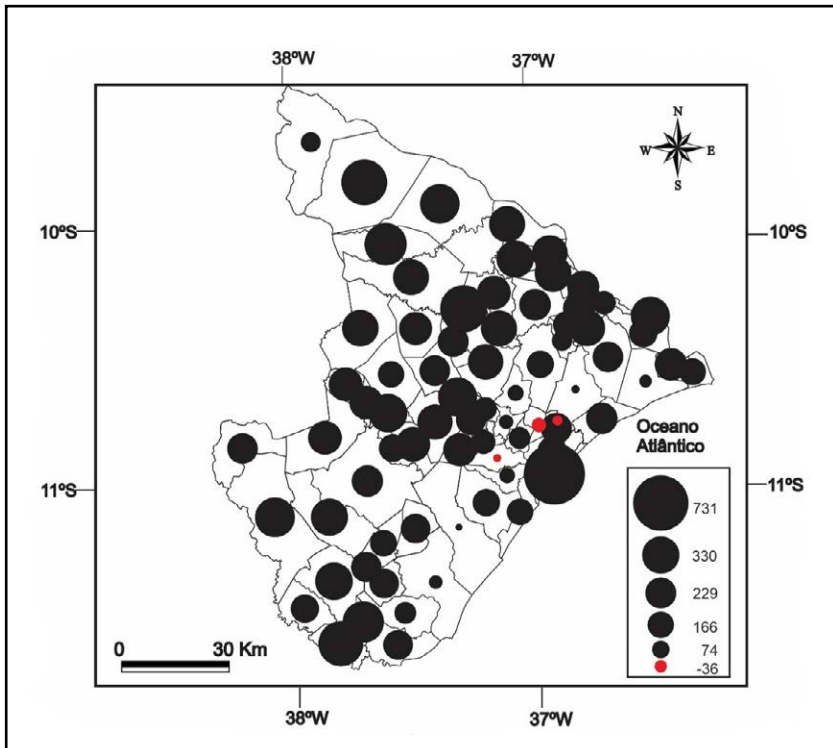 38ºW
37ºW
N
W
E
S
10ºS
10ºS
Oceano
Atlântico
731
330
229
166
74
-36
11ºS
11ºS
0
30 Km
38ºW
37ºW